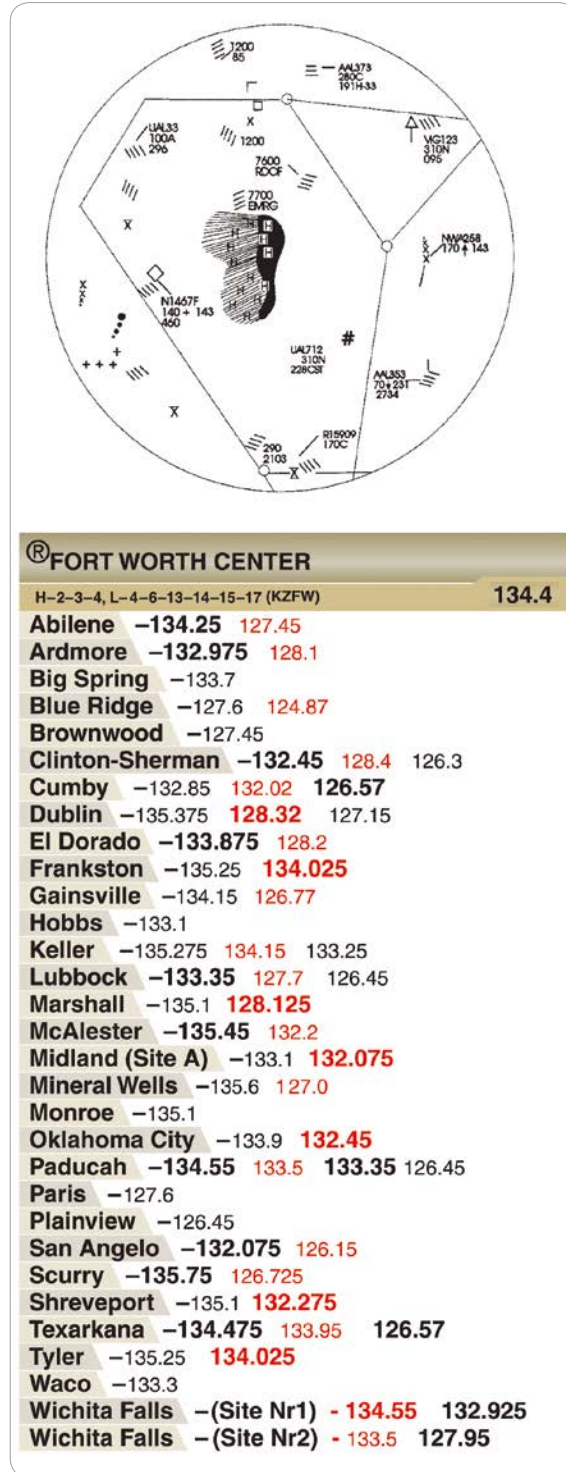 1200
85
AAL373
280C
191H-33
UAL33
100A
296
X
1200
VIG123
310N
095
7600
RDOF
7700
EMRG
H H
H H
H H
H
H
H H
H H
X
NWA258
170 ↑ 143
X
X
X
N1467F
140 + 143
460
+
+ + +
UAL712
310N
228CST
#
AAL353
70 ↓ 231
2734
X
290
2103
R15909
170C
X
®FORT WORTH CENTER
H–2–3–4, L–4–6–13–14–15–17 (KZFW) 134.4
Abilene –134.25 127.45
Ardmore –132.975 128.1
Big Spring –133.7
Blue Ridge –127.6 124.87
Brownwood –127.45
Clinton-Sherman –132.45 128.4 126.3
Cumby –132.85 132.02 126.57
Dublin –135.375 128.32 127.15
El Dorado –133.875 128.2
Frankston –135.25 134.025
Gainsville –134.15 126.77
Hobbs –133.1
Keller –135.275 134.15 133.25
Lubbock –133.35 127.7 126.45
Marshall –135.1 128.125
McAlester –135.45 132.2
Midland (Site A) –133.1 132.075
Mineral Wells –135.6 127.0
Monroe –135.1
Oklahoma City –133.9 132.45
Paducah –134.55 133.5 133.35 126.45
Paris –127.6
Plainview –126.45
San Angelo –132.075 126.15
Scurry –135.75 126.725
Shreveport –135.1 132.275
Texarkana –134.475 133.95 126.57
Tyler –135.25 134.025
Waco –133.3
Wichita Falls –(Site Nr1) - 134.55 132.925
Wichita Falls –(Site Nr2) - 133.5 127.95